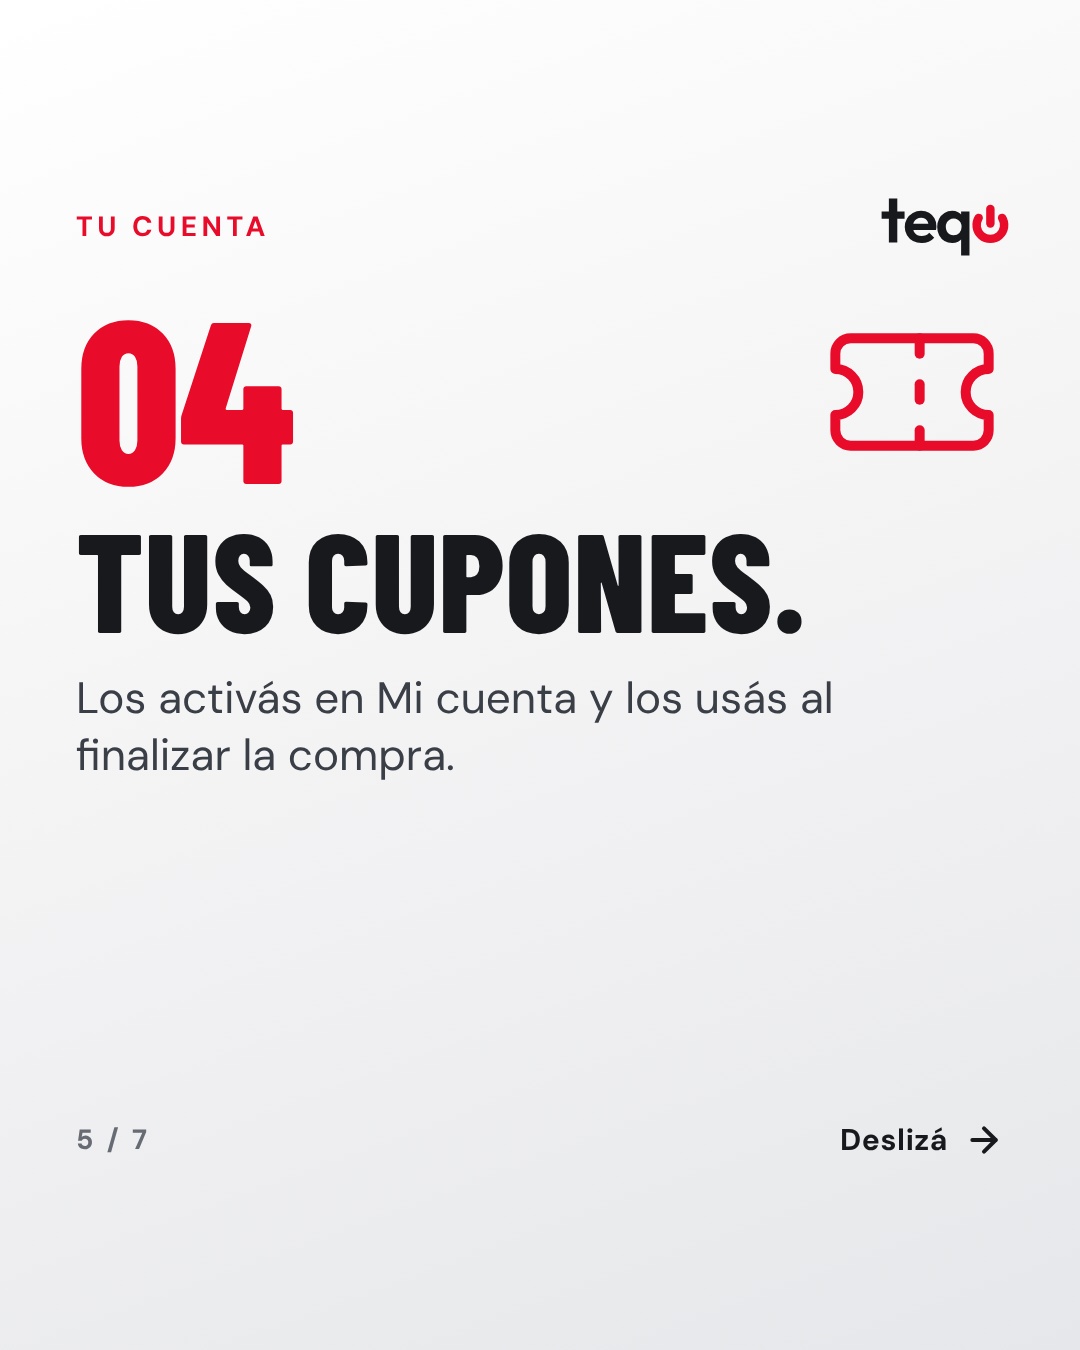 TU CUENTA
teqo
04
TUS CUPONES.
Los activás en Mi cuenta y los usás al
finalizar la compra.
5 / 7
Deslizá →